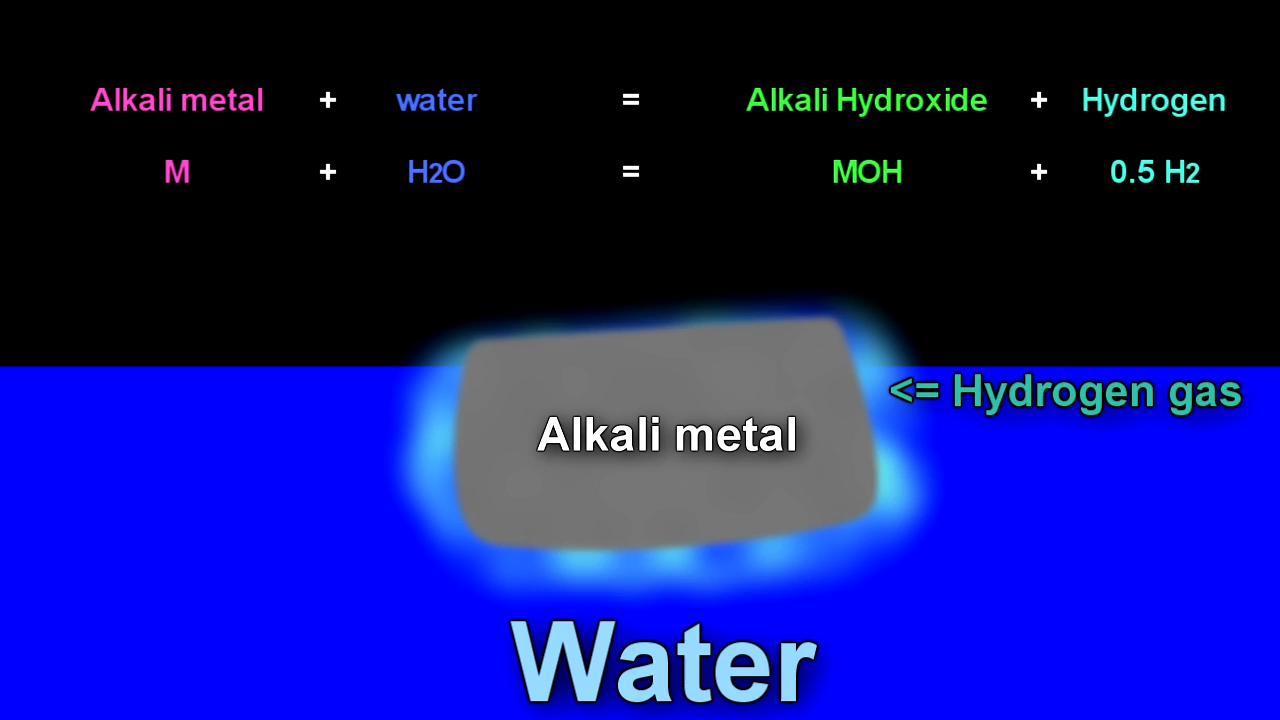 Alkali metal + water = Alkali Hydroxide + Hydrogen
M + H2O = MOH + 0.5 H2
<= Hydrogen gas
Alkali metal
Water